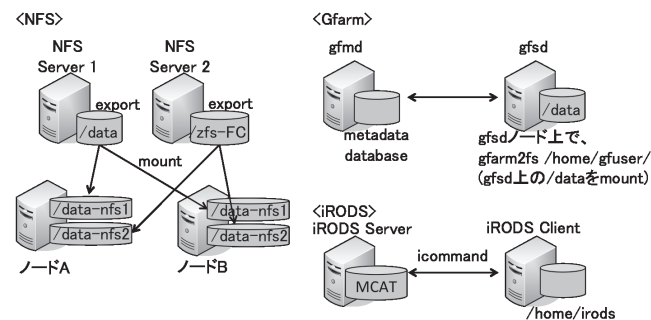 <NFS>
NFS
Server 1
NFS
Server 2
export
export
/data
/zfs-FC
mount
/data-nfs1
/data-nfs2
/data-nfs1
/data-nfs2
ノードA
ノードB
<Gfarm>
gfmd
gfsd
/data
metadata
database
gfsdノード上で、
gfarm2fs /home/gfuser/
(gfsd上の/dataをmount)
<iRODS>
iRODS Server
iRODS Client
icommand
MCAT
/home/irods